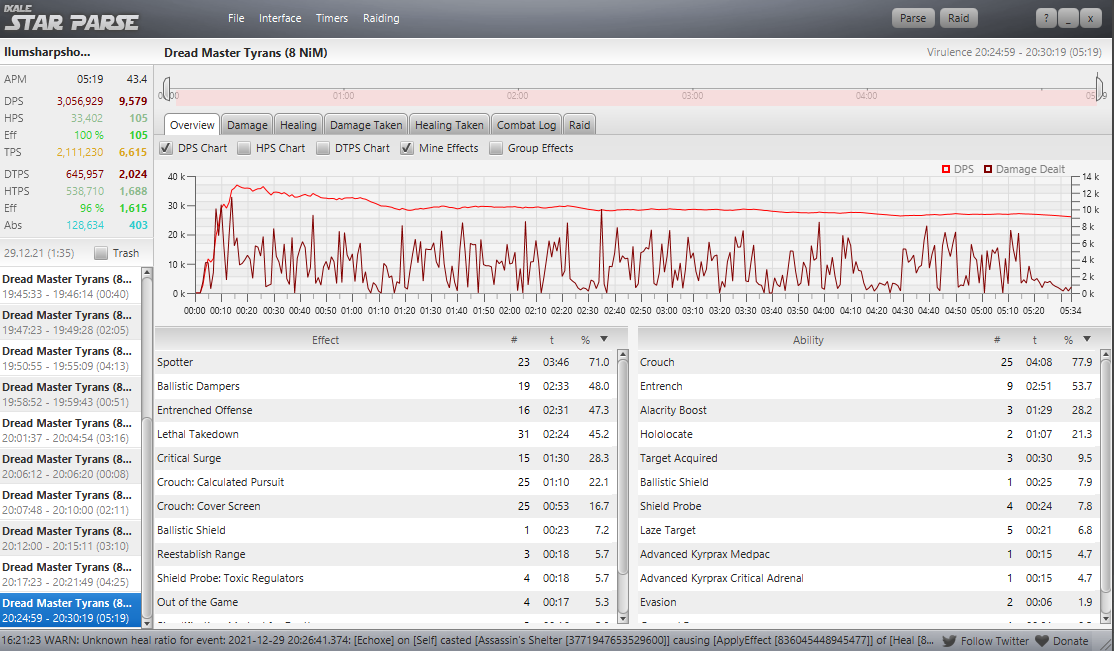 IXALE
STAR PARSE
File Interface Timers Raiding
Parse Raid ? _ x
Ilumsharpsho... Dread Master Tyrans (8 NiM) Virulence 20:24:59 - 20:30:19 (05:19)
APM 05:19 43.4
DPS 3,056,929 9,579
HPS 33,402 105
Eff 100 % 105
TPS 2,111,230 6,615
DTPS 645,957 2,024
HTPS 538,710 1,688
Eff 96 % 1,615
Abs 128,634 403
29.12.21 (1:35) Trash
Dread Master Tyrans (8...
19:45:33 - 19:46:14 (00:40)
Dread Master Tyrans (8...
19:47:23 - 19:49:28 (02:05)
Dread Master Tyrans (8...
19:50:55 - 19:55:09 (04:13)
Dread Master Tyrans (8...
19:58:52 - 19:59:43 (00:51)
Dread Master Tyrans (8...
20:01:37 - 20:04:54 (03:16)
Dread Master Tyrans (8...
20:06:12 - 20:06:20 (00:08)
Dread Master Tyrans (8...
20:07:48 - 20:10:00 (02:11)
Dread Master Tyrans (8...
20:12:00 - 20:15:11 (03:10)
Dread Master Tyrans (8...
20:17:23 - 20:21:49 (04:25)
Dread Master Tyrans (8...
20:24:59 - 20:30:19 (05:19)
01:00 02:00 03:00 04:00
Overview Damage Healing Damage Taken Healing Taken Combat Log Raid
DPS Chart HPS Chart DTPS Chart Mine Effects Group Effects
DPS Damage Dealt
40 k
30 k
20 k
10 k
0 k
14 k
12 k
10 k
8 k
6 k
4 k
2 k
0 k
00:00 00:10 00:20 00:30 00:40 00:50 01:00 01:10 01:20 01:30 01:40 01:50 02:00 02:10 02:20 02:30 02:40 02:50 03:00 03:10 03:20 03:30 03:40 03:50 04:00 04:10 04:20 04:30 04:40 04:50 05:00 05:10 05:20 05:34
Effect # t %
Spotter 23 03:46 71.0
Ballistic Dampers 19 02:33 48.0
Entrenched Offense 16 02:31 47.3
Lethal Takedown 31 02:24 45.2
Critical Surge 15 01:30 28.3
Crouch: Calculated Pursuit 25 01:10 22.1
Crouch: Cover Screen 25 00:53 16.7
Ballistic Shield 1 00:23 7.2
Reestablish Range 3 00:18 5.7
Shield Probe: Toxic Regulators 4 00:18 5.7
Out of the Game 4 00:17 5.3
Ability # t %
Crouch 25 04:08 77.9
Entrench 9 02:51 53.7
Alacrity Boost 3 01:29 28.2
Hololocate 2 01:07 21.3
Target Acquired 3 00:30 9.5
Ballistic Shield 1 00:25 7.9
Shield Probe 4 00:24 7.8
Laze Target 5 00:21 6.8
Advanced Kyrprax Medpac 1 00:15 4.7
Advanced Kyrprax Critical Adrenal 1 00:15 4.7
Evasion 2 00:06 1.9
16:21:23 WARN: Unknown heal ratio for event: 2021-12-29 20:26:41.374: [Echoxe] on [Self] casted [Assassin's Shelter [3771947653529600]] causing [ApplyEffect [836045448945477]] of [Heal [8... Follow Twitter Donate